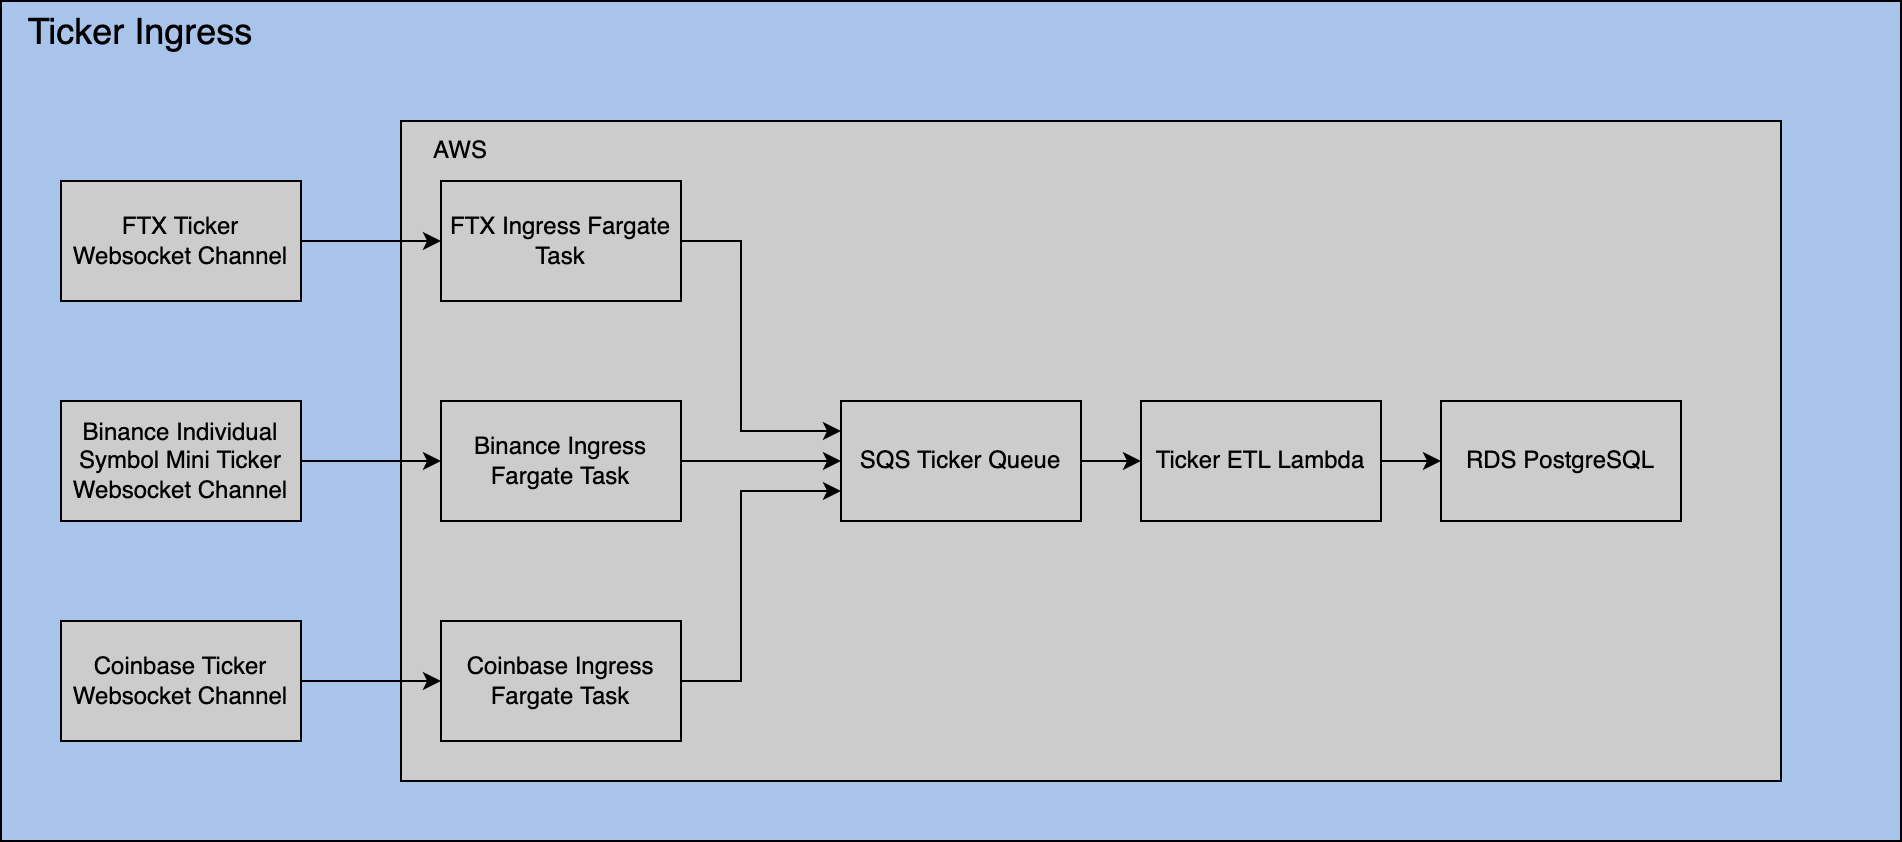 Ticker Ingress
AWS
FTX Ticker
Websocket Channel
FTX Ingress Fargate
Task
Binance Individual
Symbol Mini Ticker
Websocket Channel
Binance Ingress
Fargate Task
SQS Ticker Queue
Ticker ETL Lambda
RDS PostgreSQL
Coinbase Ticker
Websocket Channel
Coinbase Ingress
Fargate Task